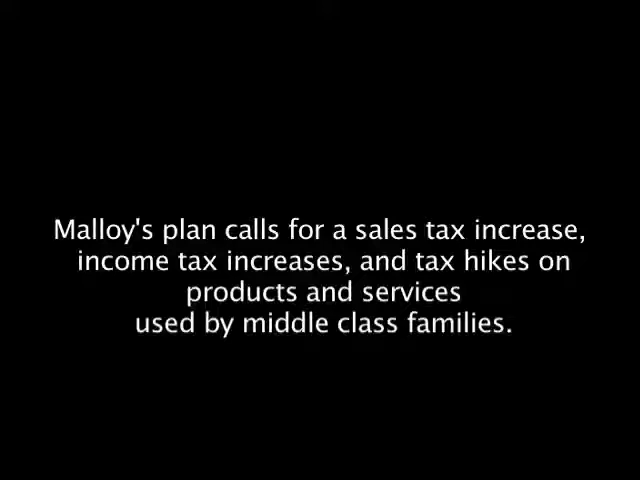 Malloy's plan calls for a sales tax increase,
income tax increases, and tax hikes on
products and services
used by middle class families.